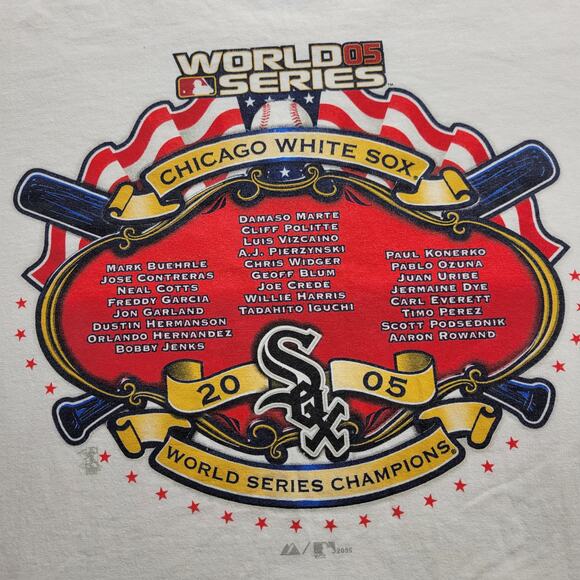 WORLD 05
SERIES
CHICAGO WHITE SOX
MARK BUEHRLE
JOSE CONTRERAS
NEAL COTTS
FREDDY GARCIA
JON GARLAND
DUSTIN HERMANSON
ORLANDO HERNANDEZ
BOBBY JENKS
DAMASO MARTE
CLIFF POLITTE
LUIS VIZCAINO
A.J. PIERZYNSKI
CHRIS WIDGER
GEOFF BLUM
JOE CREDE
WILLIE HARRIS
TADAHITO IGUCHI
PAUL KONERKO
PABLO OZUNA
JUAN URIBE
JERMAINE DYE
CARL EVERETT
TIMO PEREZ
SCOTT PODSEDNIK
AARON ROWAND
20 05
Sox
WORLD SERIES CHAMPIONS